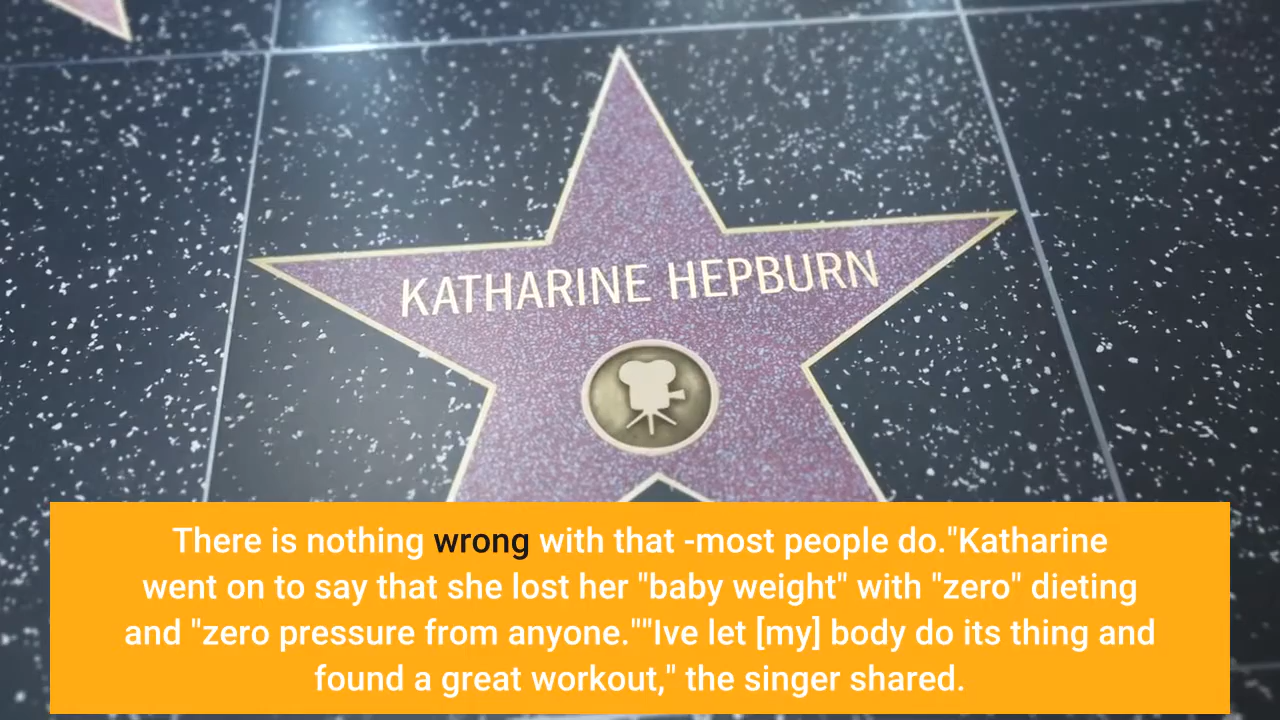 KATHARINE HEPBURN
There is nothing wrong with that -most people do."Katharine
went on to say that she lost her "baby weight" with "zero" dieting
and "zero pressure from anyone.""Ive let [my] body do its thing and
found a great workout," the singer shared.